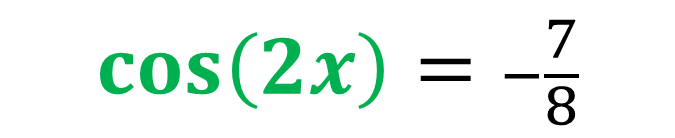 cos(2x) = -7/8